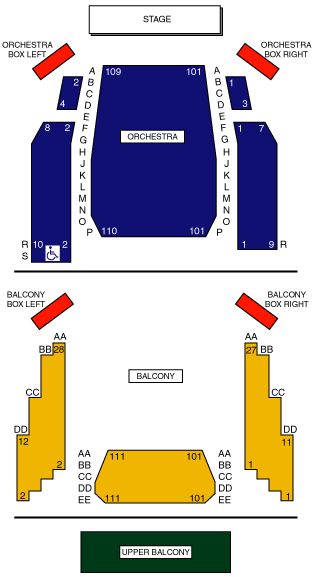 STAGE
ORCHESTRA
BOX LEFT
ORCHESTRA
BOX RIGHT
A 109 101 A
B
2
1
B
C C
D
4
3
D
E E
F
8 2
1 7
F
G G
ORCHESTRA
H H
J J
K K
L L
M M
N N
O O
P 110 101 P
R 10 2
1 9 R
S
BALCONY
BOX LEFT
BALCONY
BOX RIGHT
AA
BB 28
AA
27 BB
BALCONY
CC
CC
DD
12
DD
11
AA 111 101 AA
BB BB
2
1
CC CC
DD DD
EE 111 101 EE
2
1
UPPER BALCONY